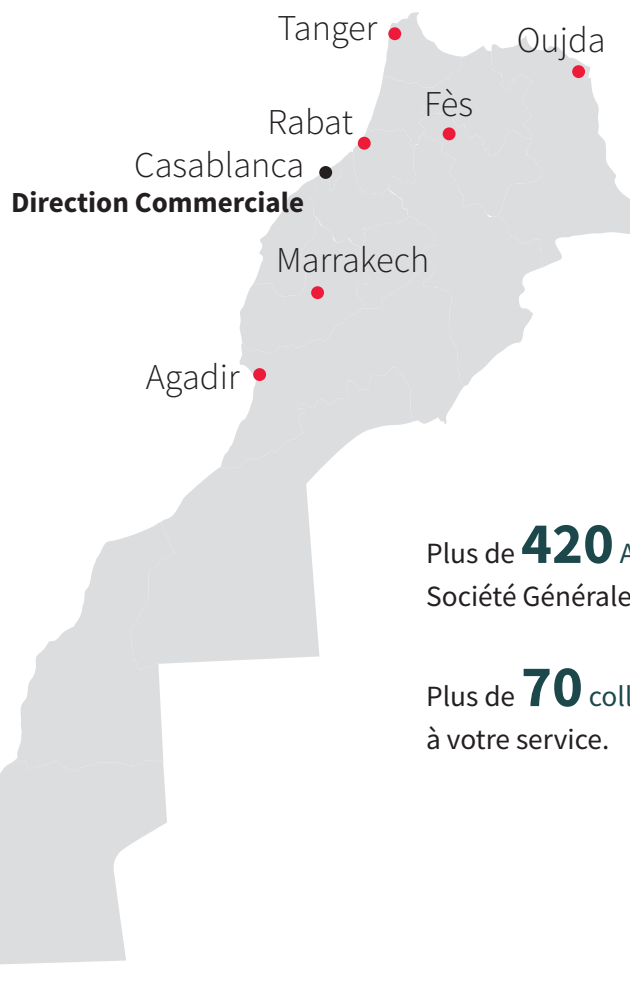 Tanger
Oujda
Fès
Rabat
Casablanca
Direction Commerciale
Marrakech
Agadir
Plus de 420
Société Générale
Plus de 70
à votre service.